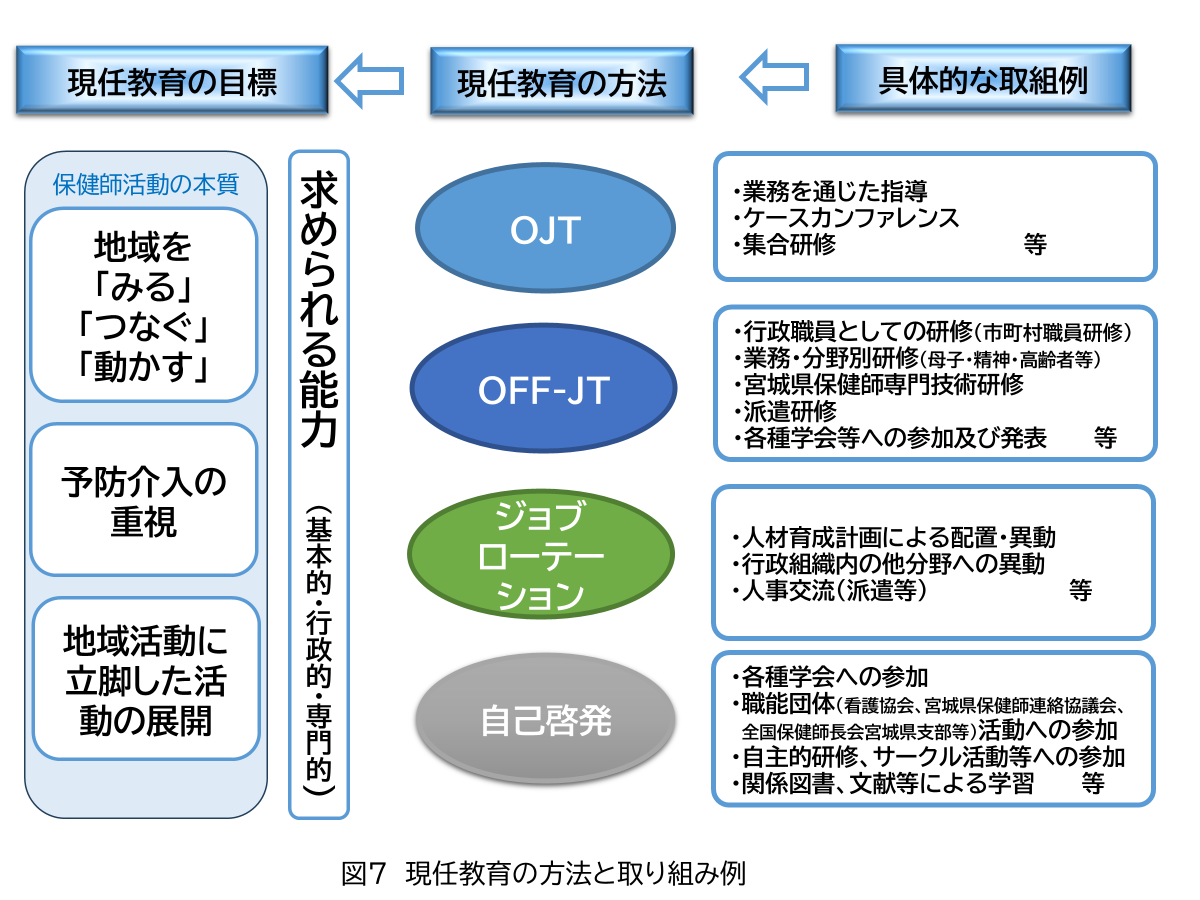 現任教育の目標
現任教育の方法
具体的な取組例
保健師活動の本質
地域を
「みる」
「つなぐ」
「動かす」
予防介入の
重視
地域活動に
立脚した活
動の展開
求められる能力
（基本的・行政的・専門的）
OJT
・業務を通じた指導
・ケースカンファレンス
・集合研修　　　　　　　　等
OFF-JT
・行政職員としての研修（市町村職員研修）
・業務・分野別研修（母子・精神・高齢者等）
・宮城県保健師専門技術研修
・派遣研修
・各種学会等への参加及び発表　　等
ジョブ
ローテー
ション
・人材育成計画による配置・異動
・行政組織内の他分野への異動
・人事交流（派遣等）　　　　　　等
自己啓発
・各種学会への参加
・職能団体（看護協会、宮城県保健師連絡協議会、
全国保健師長会宮城県支部等）活動への参加
・自主的研修、サークル活動等への参加
・関係図書、文献等による学習　　等
図７　現任教育の方法と取り組み例